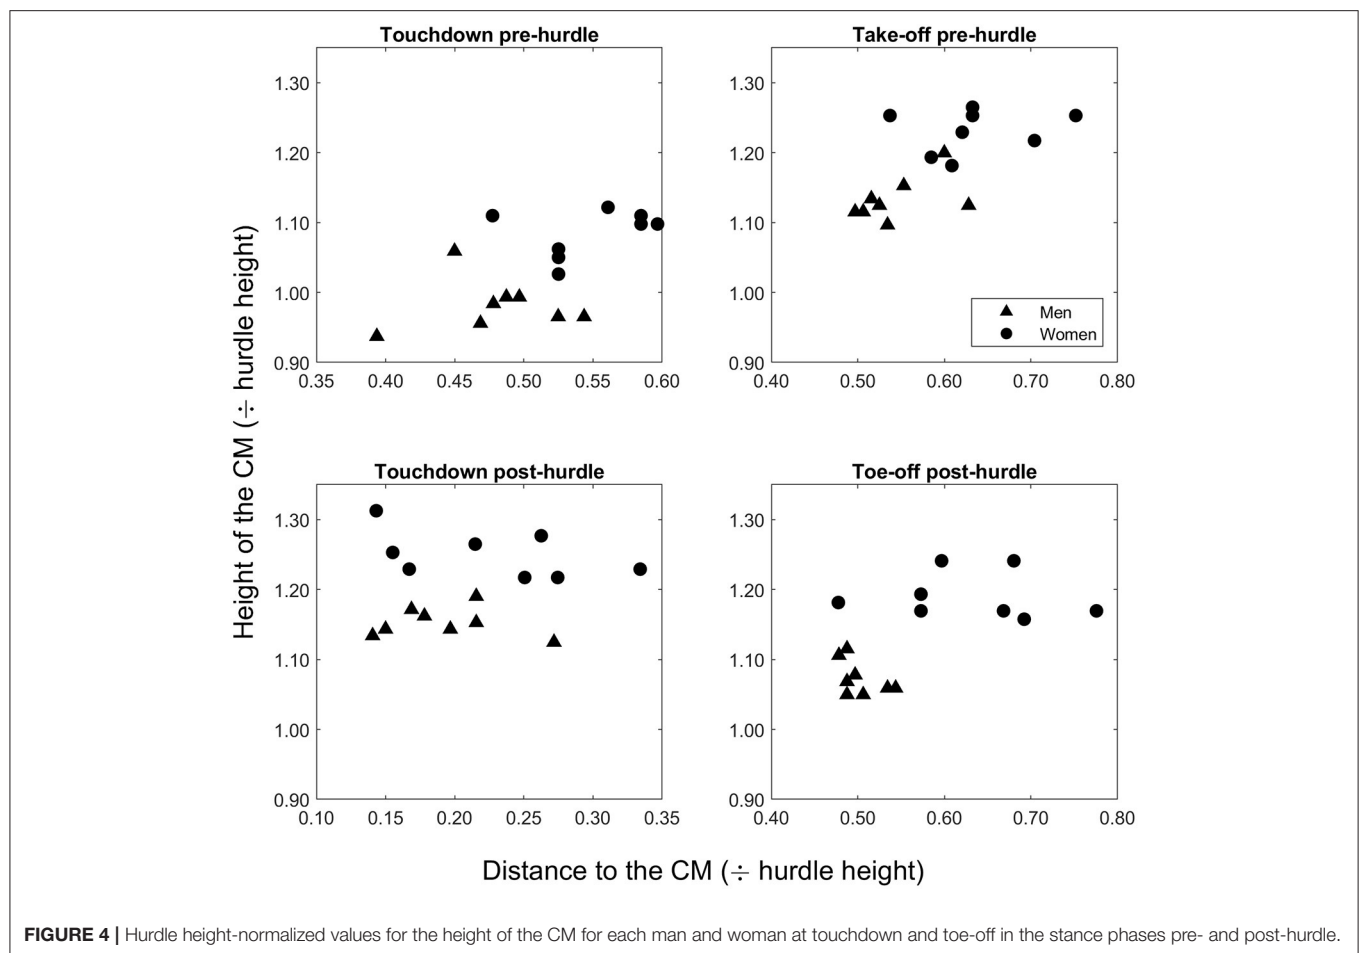 Touchdown pre-hurdle
1.30
1.20
1.10
1.00
0.90
0.35 0.40 0.45 0.50 0.55 0.60
Take-off pre-hurdle
1.30
1.20
1.10
1.00
0.90
Men
Women
0.40 0.50 0.60 0.70 0.80
Height of the CM (÷ hurdle height)
Touchdown post-hurdle
1.30
1.20
1.10
1.00
0.90
0.10 0.15 0.20 0.25 0.30 0.35
Toe-off post-hurdle
1.30
1.20
1.10
1.00
0.90
0.40 0.50 0.60 0.70 0.80
Distance to the CM (÷ hurdle height)
FIGURE 4 | Hurdle height-normalized values for the height of the CM for each man and woman at touchdown and toe-off in the stance phases pre- and post-hurdle.